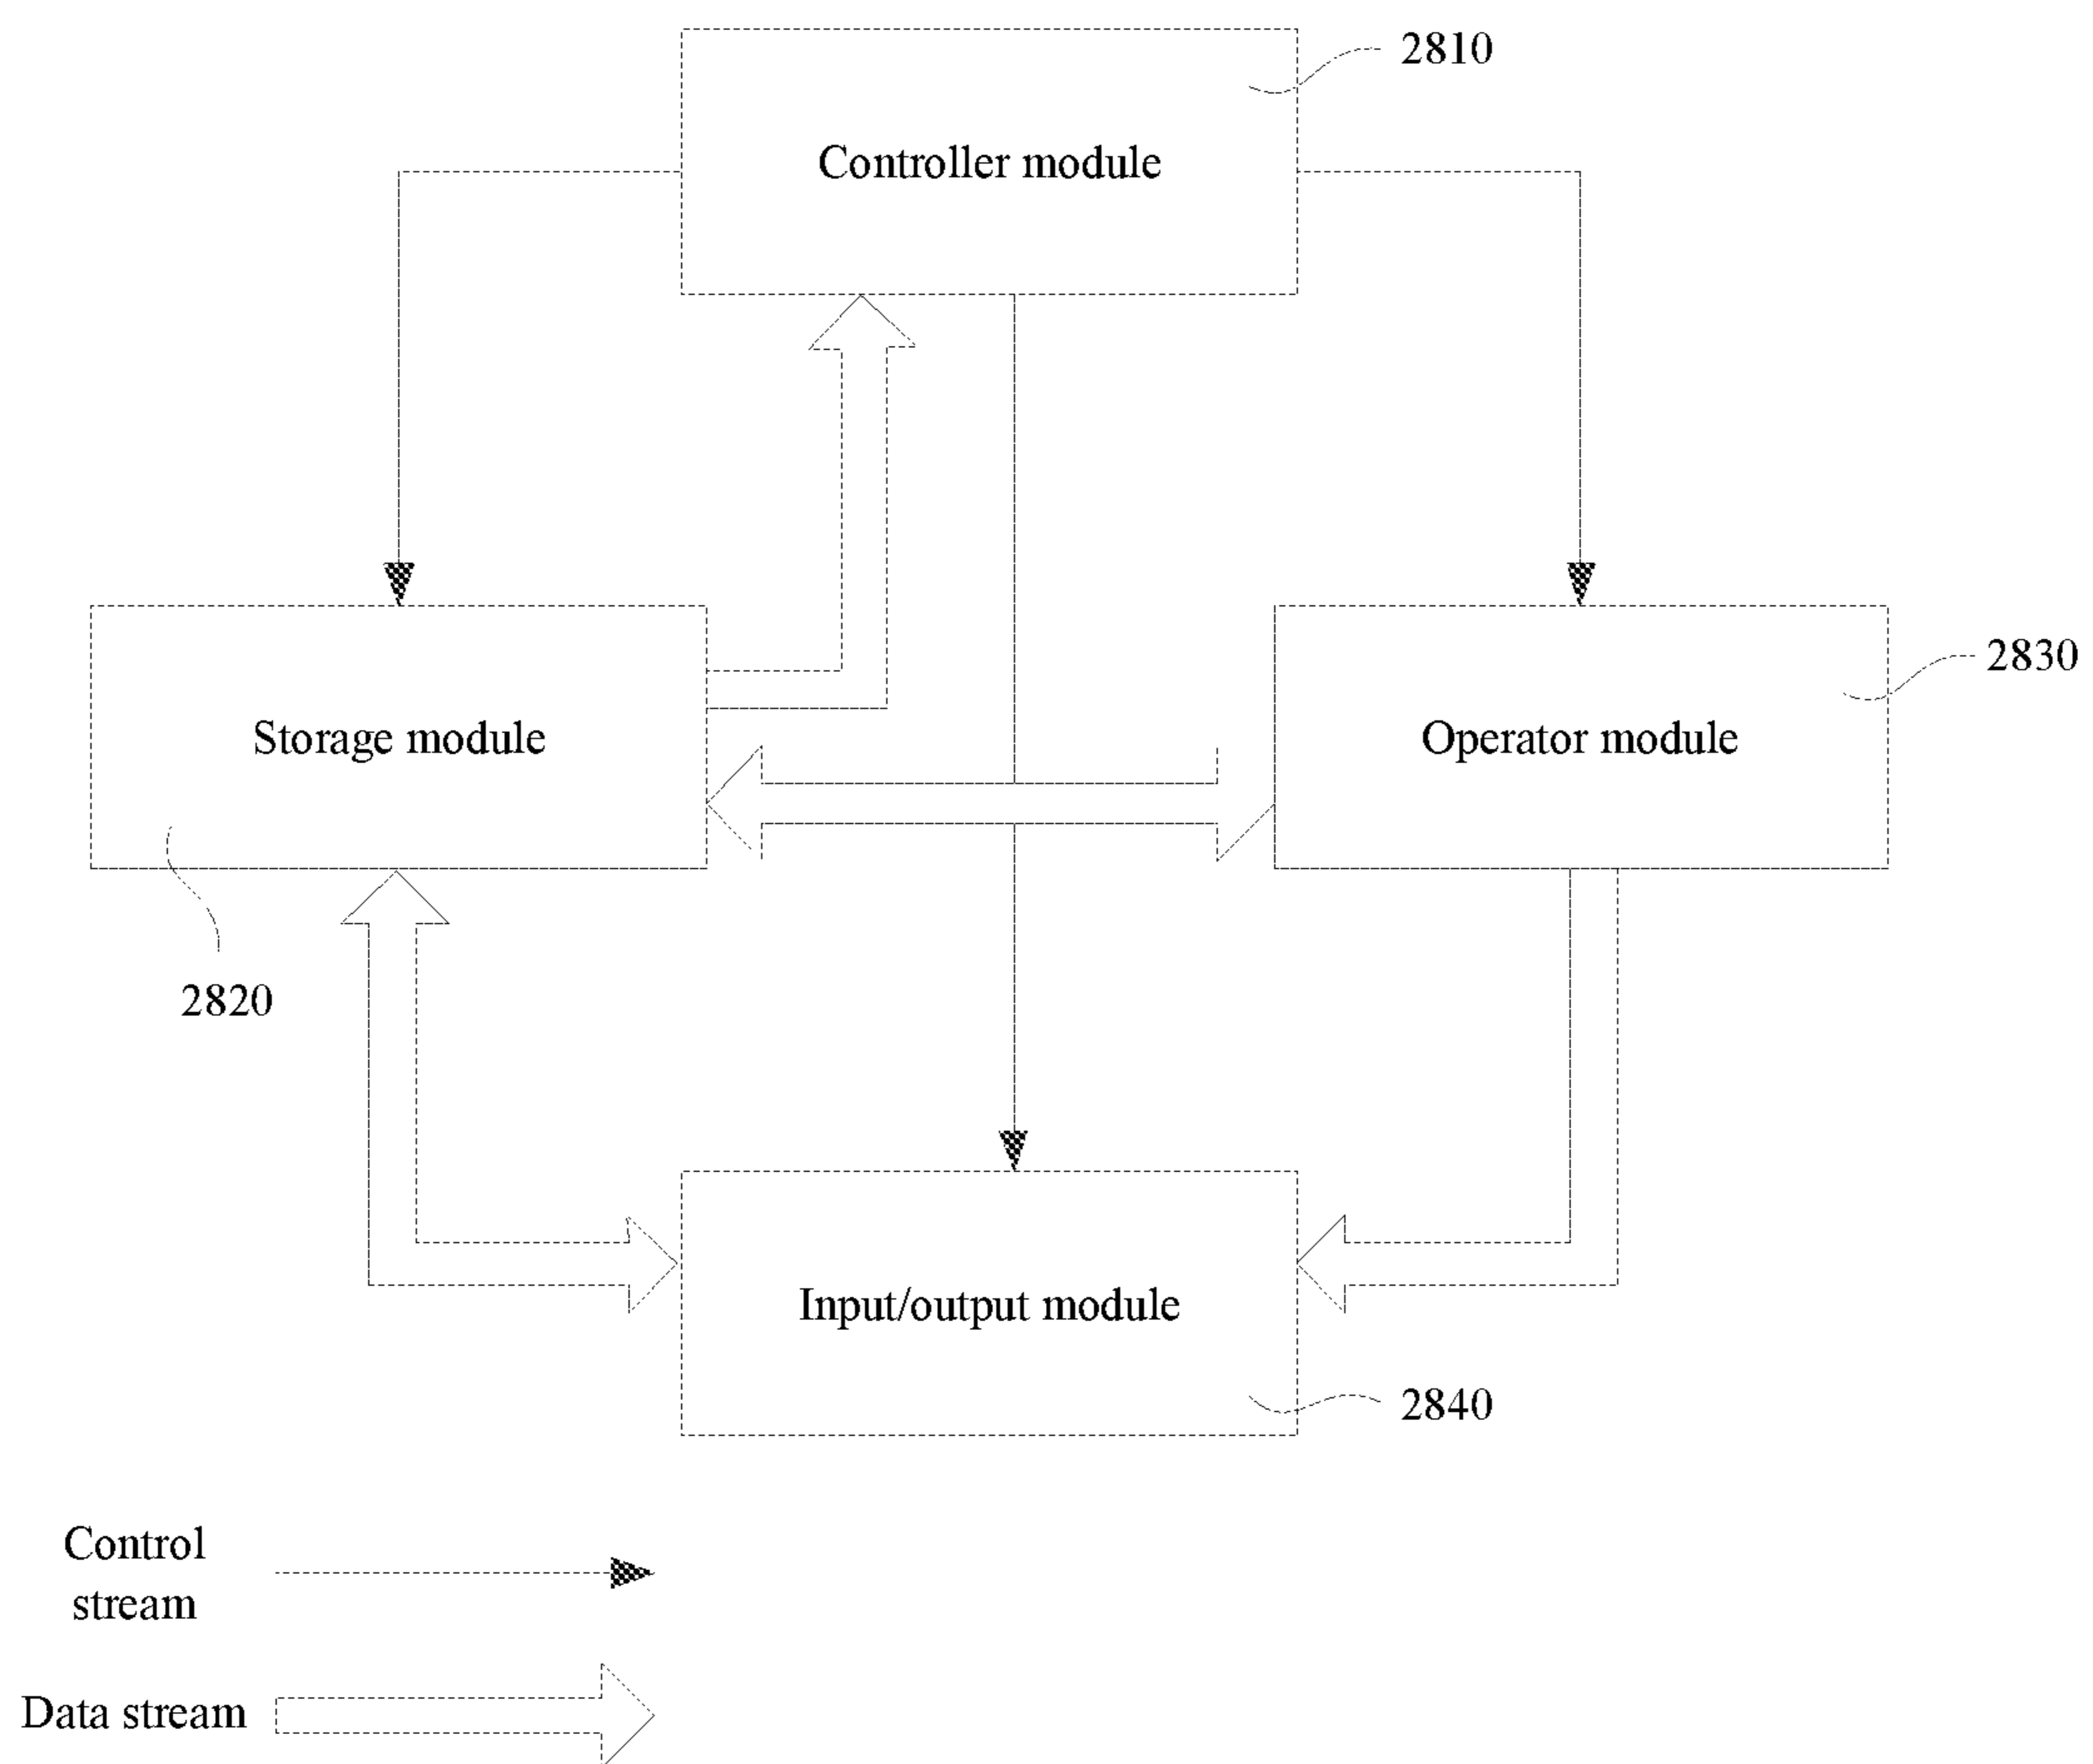 2810
Controller module
2830
Storage module
Operator module
2820
Input/output module
2840
Control
stream
Data stream